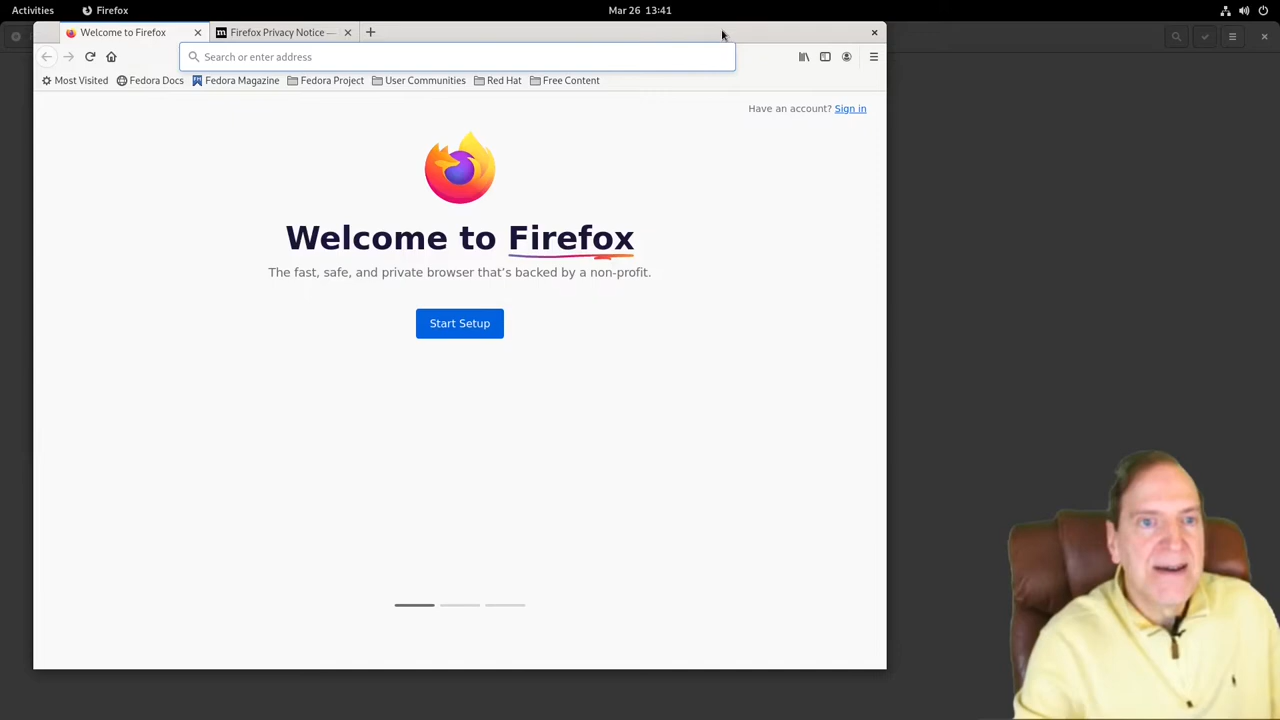 Activities Firefox Mar 26 13:41
Welcome to Firefox Firefox Privacy Notice —
Search or enter address
Most Visited Fedora Docs Fedora Magazine Fedora Project User Communities Red Hat Free Content
Have an account? Sign in
Welcome to Firefox
The fast, safe, and private browser that's backed by a non-profit.
Start Setup